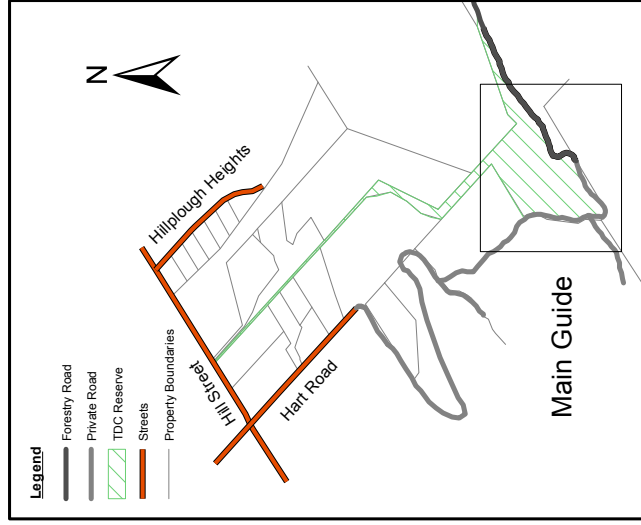 N
Hillplough Heights
Hill Street
Hart Road
Main Guide
Legend
Forestry Road
Private Road
TDC Reserve
Streets
Property Boundaries